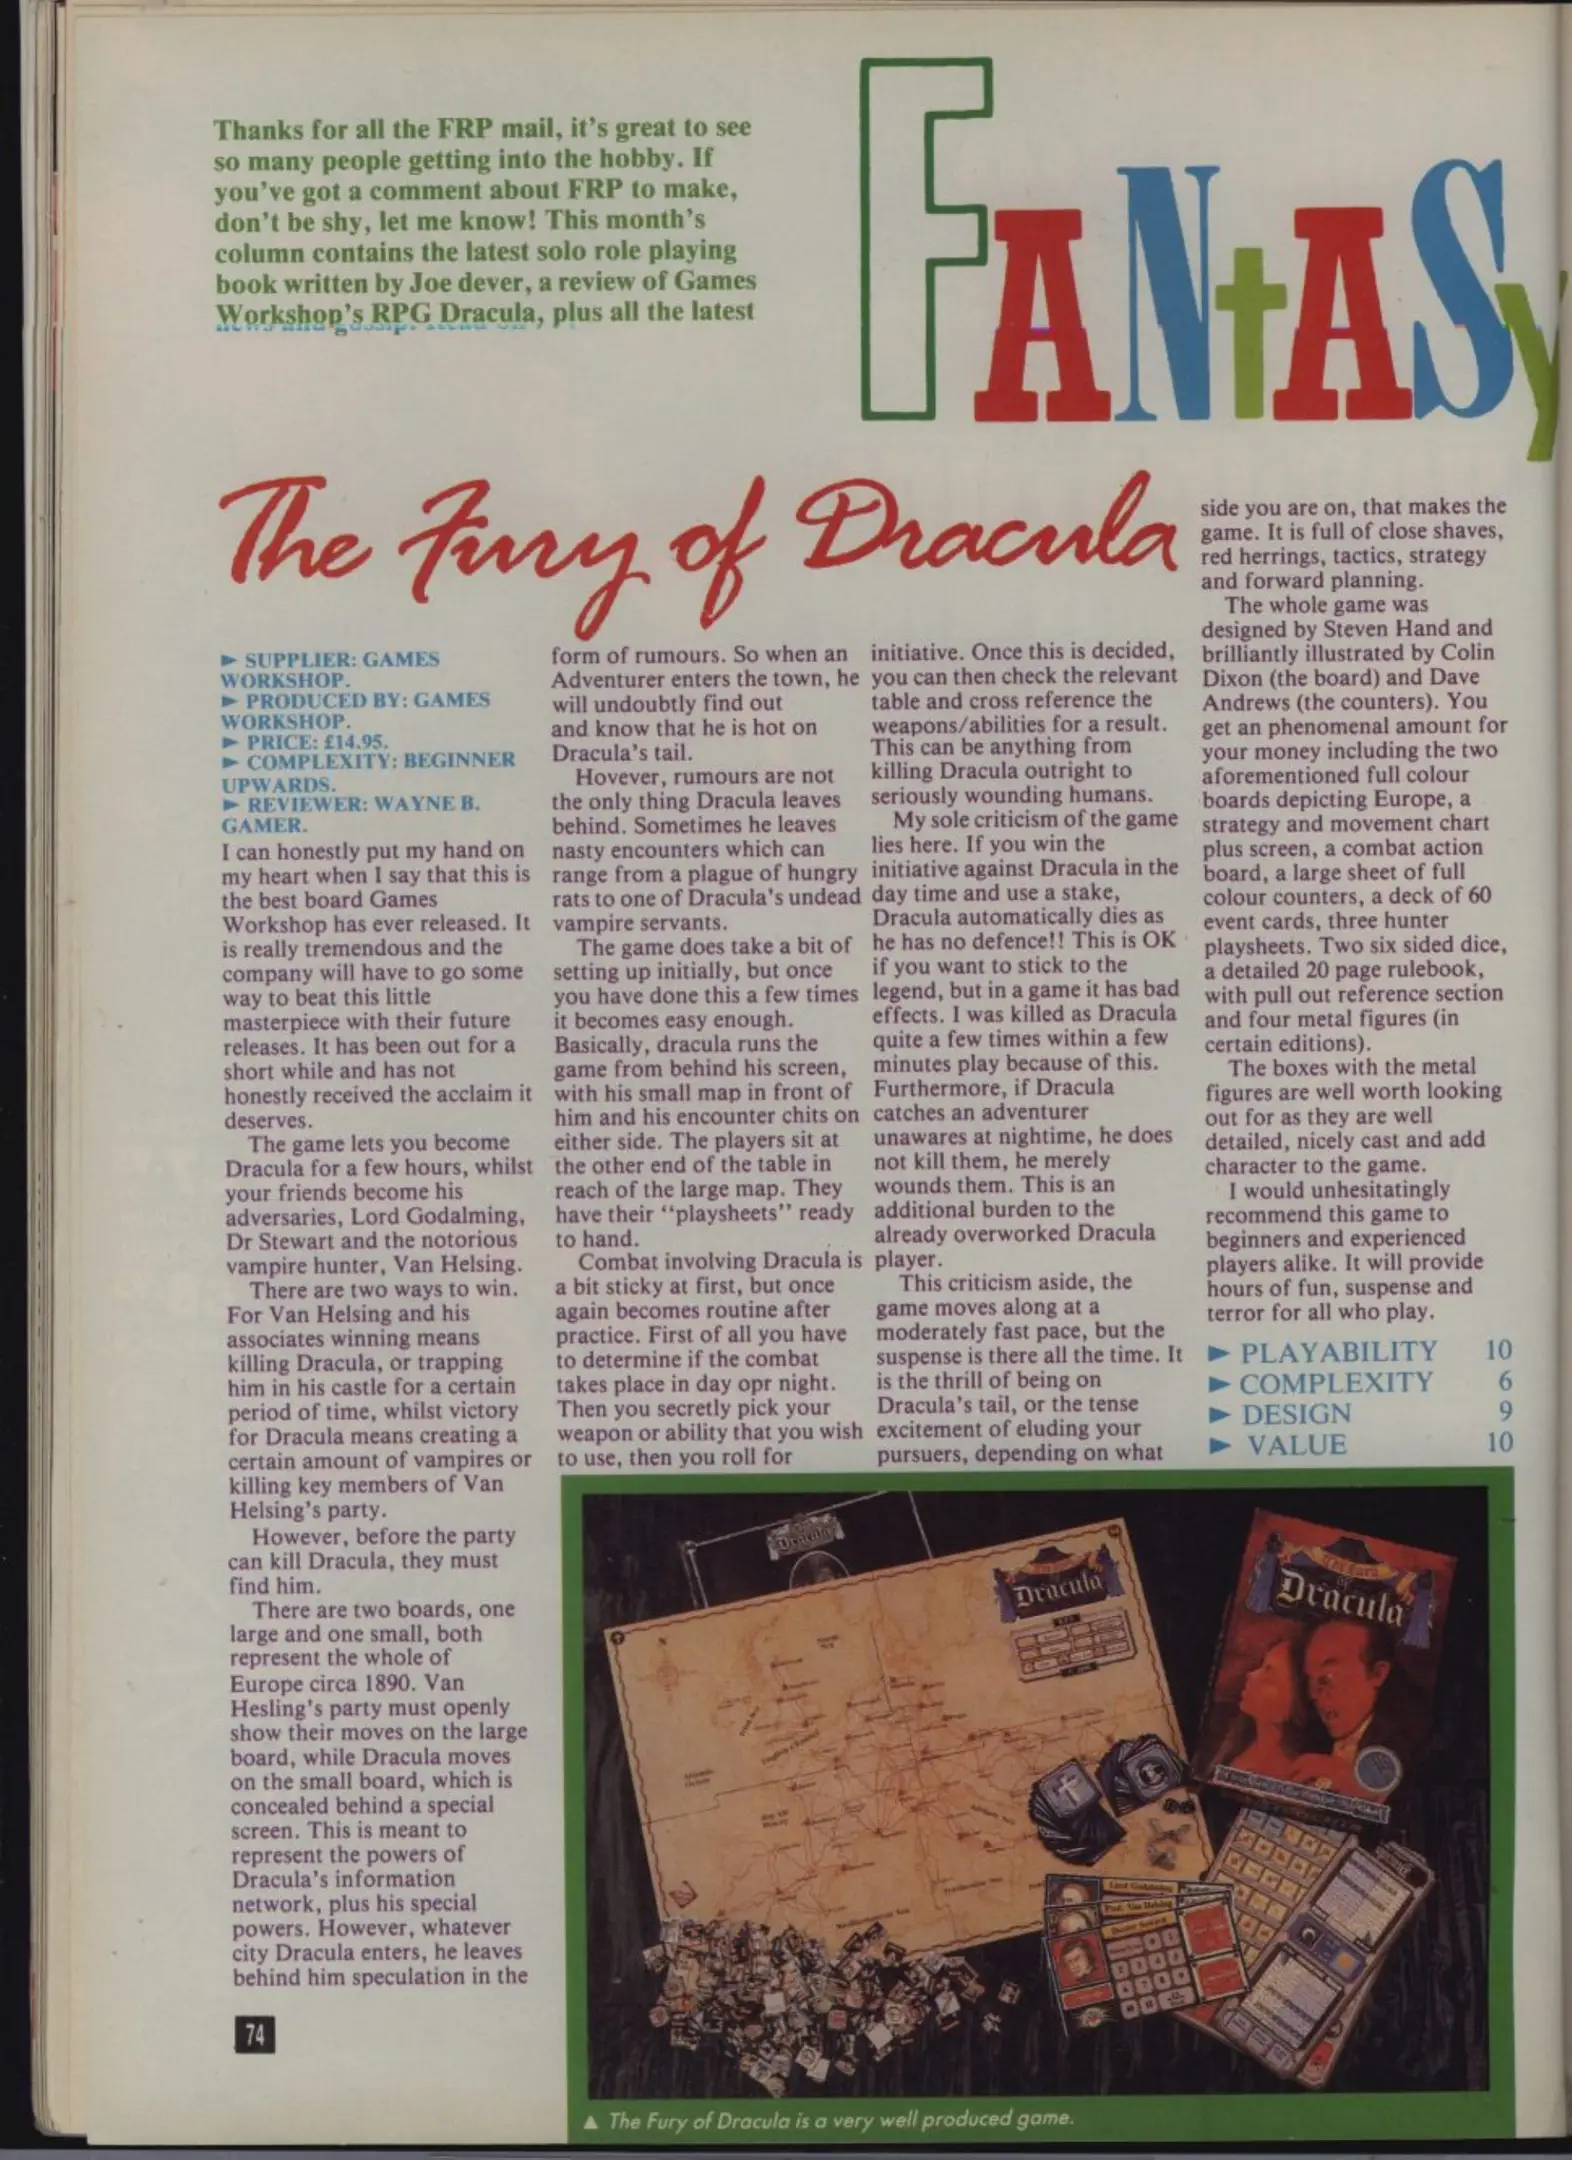 Thanks for all the FRP mail, it's great to see
so many people getting into the hobby. If
you've got a comment about FRP to make,
don't be shy, let me know! This month's
column contains the latest solo role playing
book written by Joe dever, a review of Games
Workshop's RPG Dracula, plus all the latest
news and gossip. Read on
FANtASy
The Fury of Dracula
► SUPPLIER: GAMES
WORKSHOP.
► PRODUCED BY: GAMES
WORKSHOP.
► PRICE: £14.95.
► COMPLEXITY: BEGINNER
UPWARDS.
► REVIEWER: WAYNE B.
GAMER.
I can honestly put my hand on
my heart when I say that this is
the best board Games
Workshop has ever released. It
is really tremendous and the
company will have to go some
way to beat this little
masterpiece with their future
releases. It has been out for a
short while and has not
honestly received the acclaim it
deserves.
The game lets you become
Dracula for a few hours, whilst
your friends become his
adversaries, Lord Godalming,
Dr Stewart and the notorious
vampire hunter, Van Helsing.
There are two ways to win.
For Van Helsing and his
associates winning means
killing Dracula, or trapping
him in his castle for a certain
period of time, whilst victory
for Dracula means creating a
certain amount of vampires or
killing key members of Van
Helsing's party.
However, before the party
can kill Dracula, they must
find him.
There are two boards, one
large and one small, both
represent the whole of
Europe circa 1890. Van
Hesling's party must openly
show their moves on the large
board, while Dracula moves
on the small board, which is
concealed behind a special
screen. This is meant to
represent the powers of
Dracula's information
network, plus his special
powers. However, whatever
city Dracula enters, he leaves
behind him speculation in the
form of rumours. So when an
Adventurer enters the town, he
will undoubtly find out
and know that he is hot on
Dracula's tail.
Hovever, rumours are not
the only thing Dracula leaves
behind. Sometimes he leaves
nasty encounters which can
range from a plague of hungry
rats to one of Dracula's undead
vampire servants.
The game does take a bit of
setting up initially, but once
you have done this a few times
it becomes easy enough.
Basically, dracula runs the
game from behind his screen,
with his small map in front of
him and his encounter chits on
either side. The players sit at
the other end of the table in
reach of the large map. They
have their "playsheets" ready
to hand.
Combat involving Dracula is
a bit sticky at first, but once
again becomes routine after
practice. First of all you have
to determine if the combat
takes place in day opr night.
Then you secretly pick your
weapon or ability that you wish
to use, then you roll for
initiative. Once this is decided,
you can then check the relevant
table and cross reference the
weapons/abilities for a result.
This can be anything from
killing Dracula outright to
seriously wounding humans.
My sole criticism of the game
lies here. If you win the
initiative against Dracula in the
day time and use a stake,
Dracula automatically dies as
he has no defence!! This is OK
if you want to stick to the
legend, but in a game it has bad
effects. I was killed as Dracula
quite a few times within a few
minutes play because of this.
Furthermore, if Dracula
catches an adventurer
unawares at nightime, he does
not kill them, he merely
wounds them. This is an
additional burden to the
already overworked Dracula
player.
This criticism aside, the
game moves along at a
moderately fast pace, but the
suspense is there all the time. It
is the thrill of being on
Dracula's tail, or the tense
excitement of eluding your
pursuers, depending on what
side you are on, that makes the
game. It is full of close shaves,
red herrings, tactics, strategy
and forward planning.
The whole game was
designed by Steven Hand and
brilliantly illustrated by Colin
Dixon (the board) and Dave
Andrews (the counters). You
get an phenomenal amount for
your money including the two
aforementioned full colour
boards depicting Europe, a
strategy and movement chart
plus screen, a combat action
board, a large sheet of full
colour counters, a deck of 60
event cards, three hunter
playsheets. Two six sided dice,
a detailed 20 page rulebook,
with pull out reference section
and four metal figures (in
certain editions).
The boxes with the metal
figures are well worth looking
out for as they are well
detailed, nicely cast and add
character to the game.
I would unhesitatingly
recommend this game to
beginners and experienced
players alike. It will provide
hours of fun, suspense and
terror for all who play.
► PLAYABILITY 10
► COMPLEXITY 6
► DESIGN 9
► VALUE 10
Dracula
Dracula
The Fury of
Dracula
Lord Godalming
Prof. Van Helsing
Doctor Seward
▲ The Fury of Dracula is a very well produced game.
74